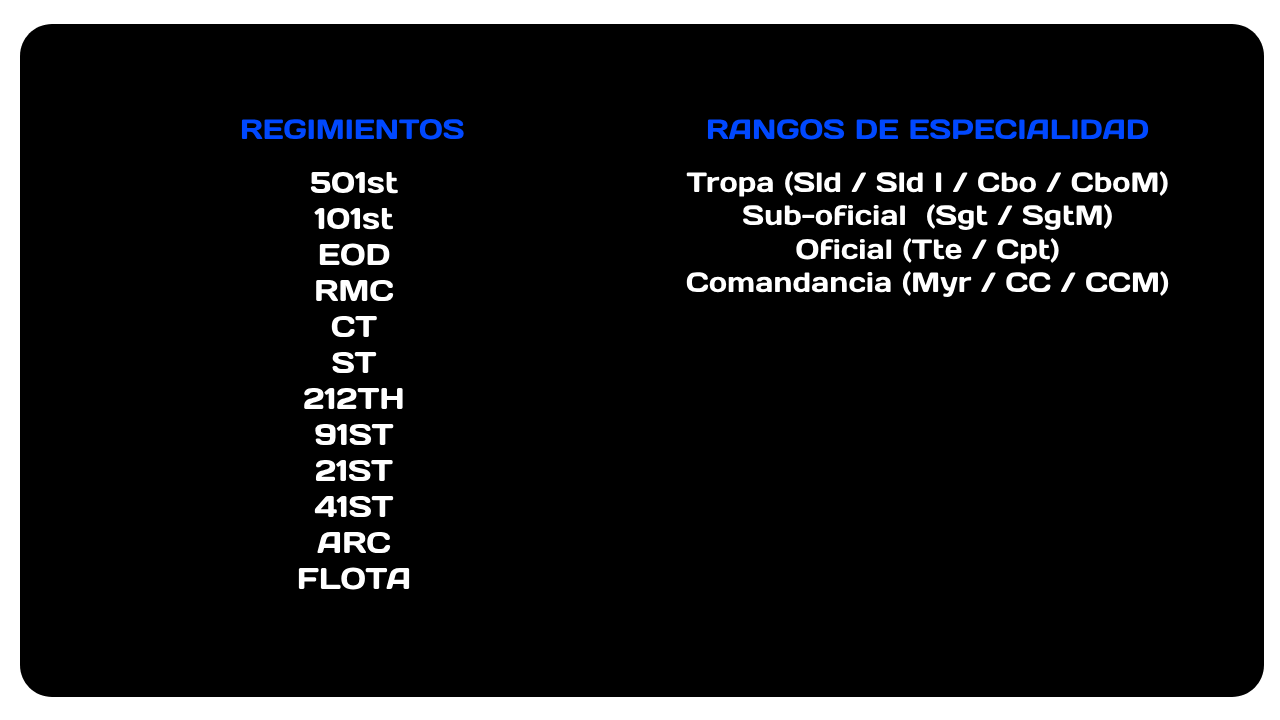 REGIMIENTOS
501st
101st
EOD
RMC
CT
ST
212TH
91ST
21ST
41ST
ARC
FLOTA
RANGOS DE ESPECIALIDAD
Tropa (Sld / Sld I / Cbo / CboM)
Sub-oficial  (Sgt / SgtM)
Oficial (Tte / Cpt)
Comandancia (Myr / CC / CCM)